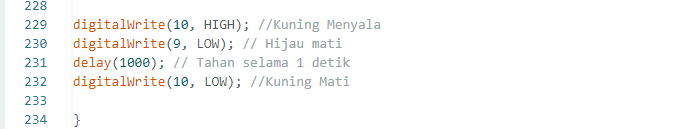 228
229 digitalWrite(10, HIGH); //Kuning Menyala
230 digitalWrite(9, LOW); // Hijau mati
231 delay(1000); // Tahan selama 1 detik
232 digitalWrite(10, LOW); //Kuning Mati
233
234 }